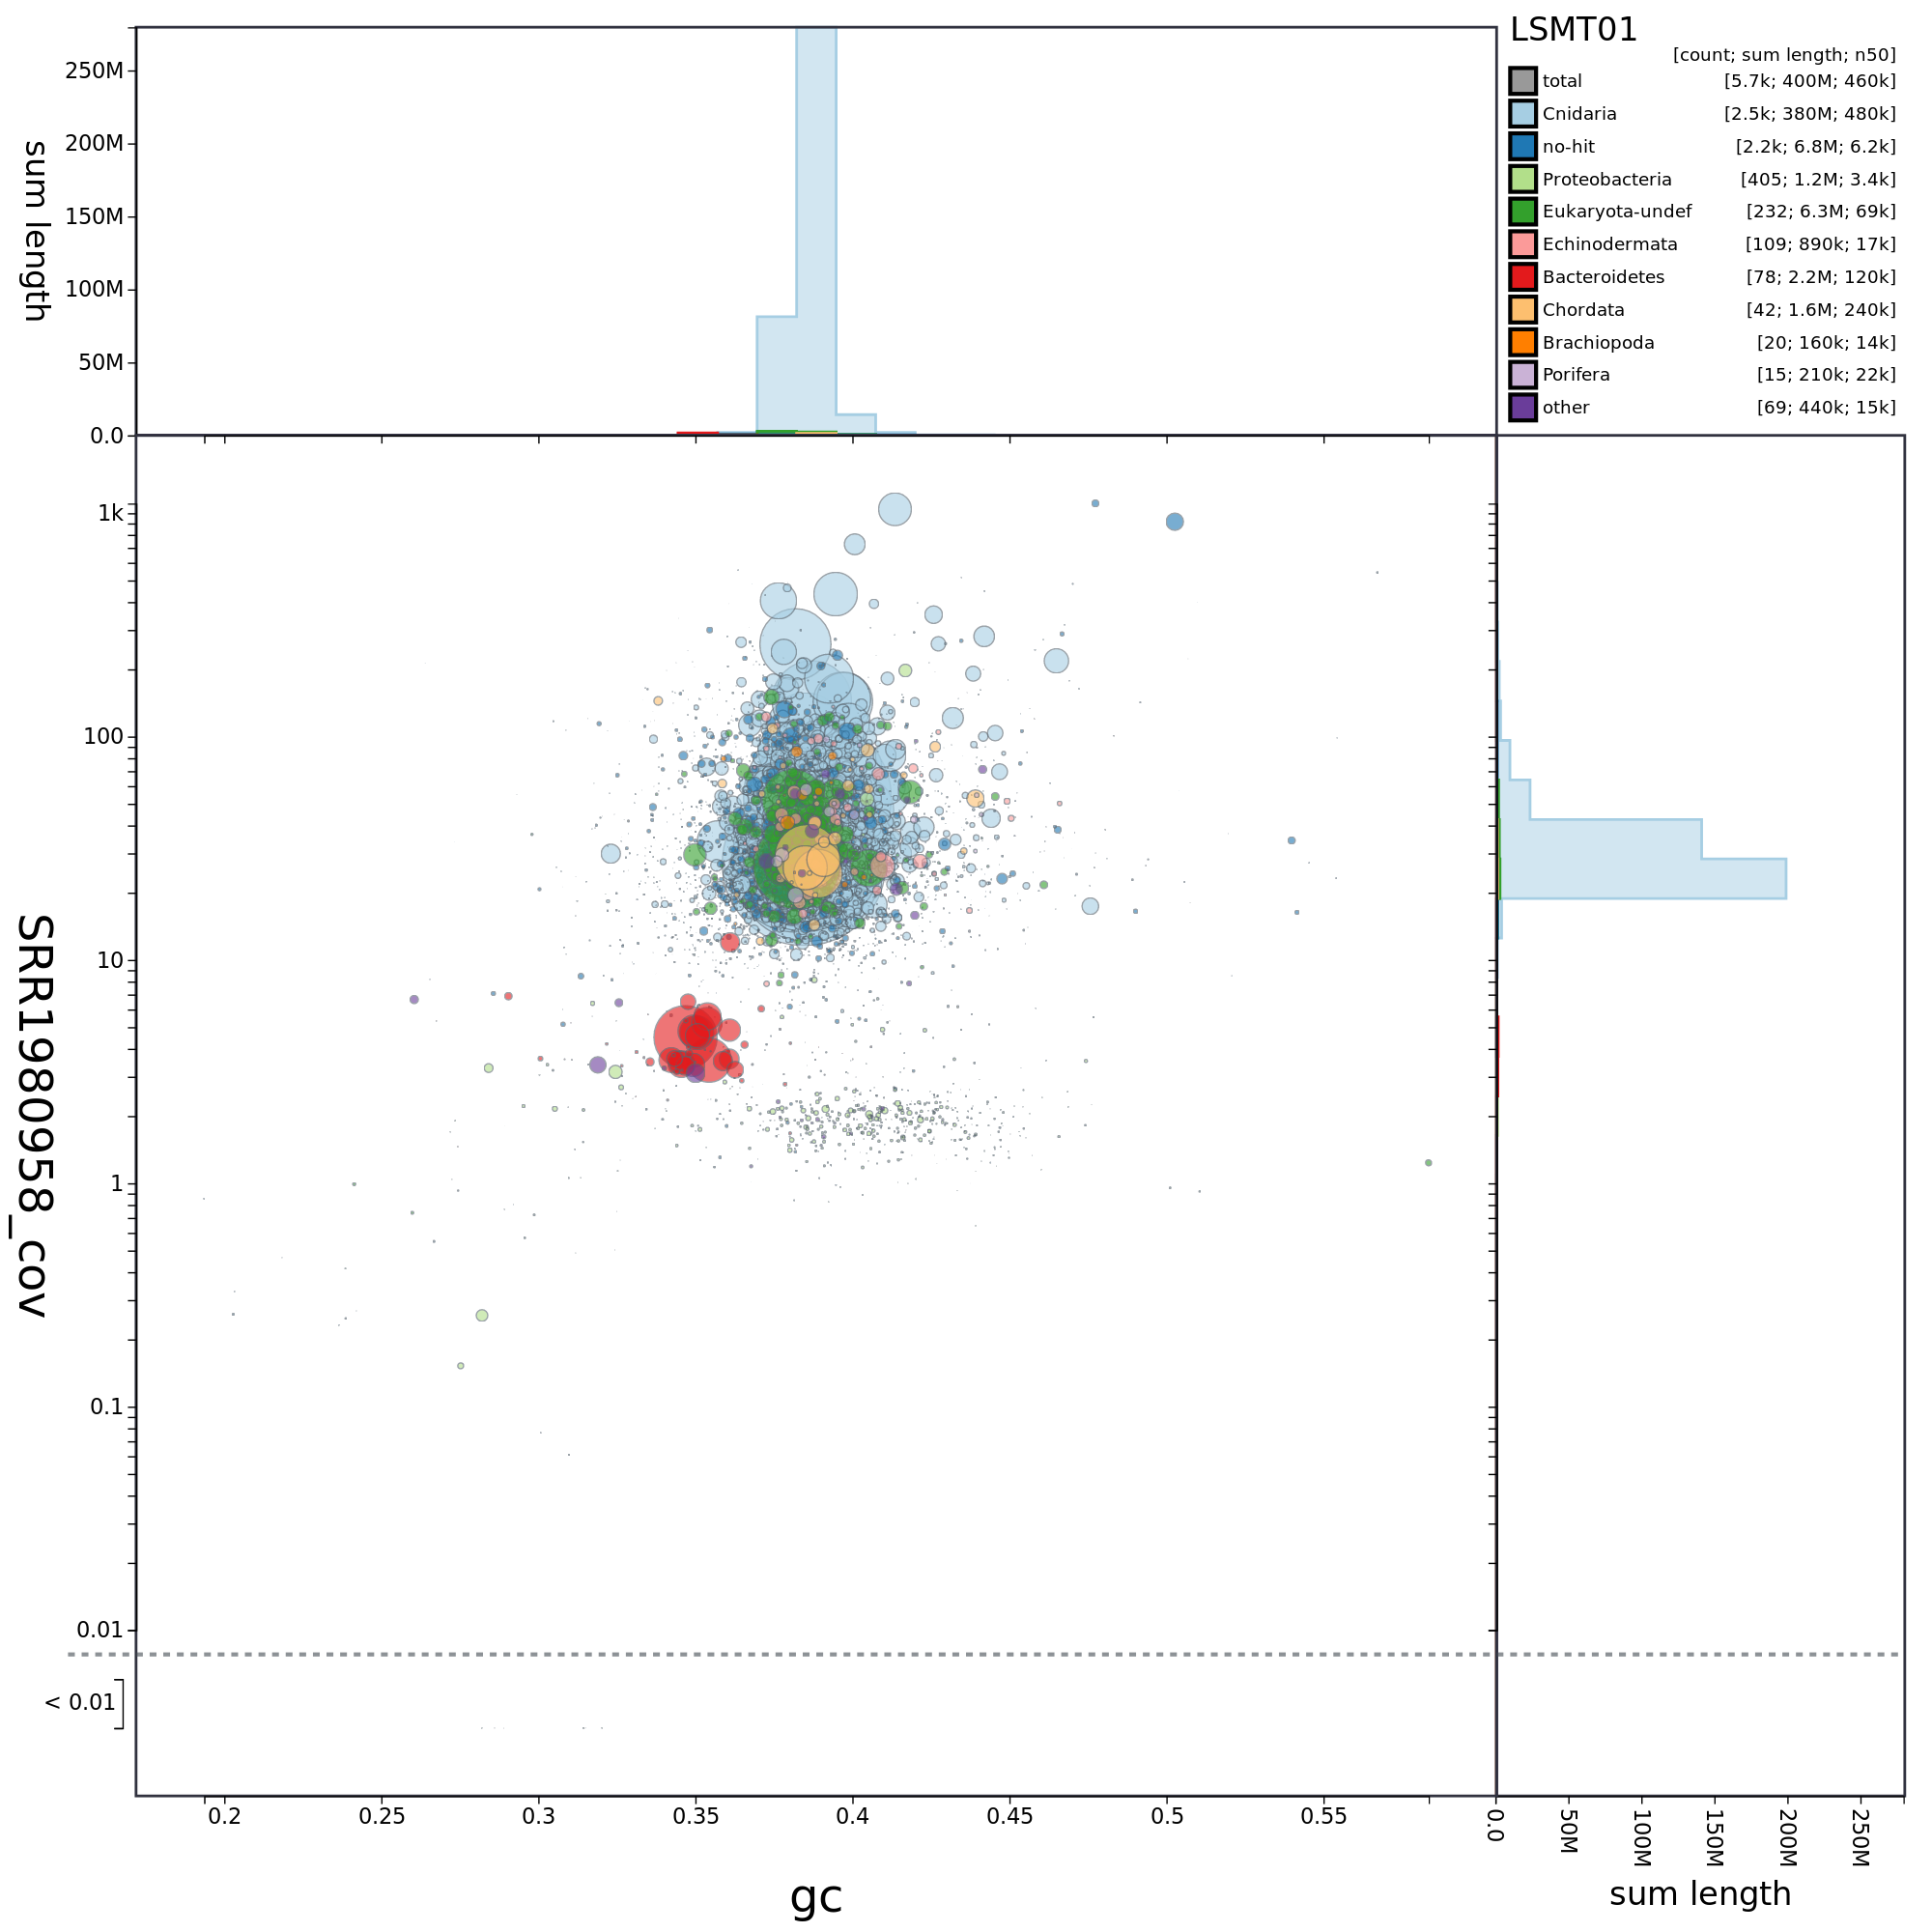 LSMT01
[count; sum length; n50]
total [5.7k; 400M; 460k]
Cnidaria [2.5k; 380M; 480k]
no-hit [2.2k; 6.8M; 6.2k]
Proteobacteria [405; 1.2M; 3.4k]
Eukaryota-undef [232; 6.3M; 69k]
Echinodermata [109; 890k; 17k]
Bacteroidetes [78; 2.2M; 120k]
Chordata [42; 1.6M; 240k]
Brachiopoda [20; 160k; 14k]
Porifera [15; 210k; 22k]
other [69; 440k; 15k]
sum length
250M
200M
150M
100M
50M
0.0
SRR1980958_cov
1k
100
10
1
0.1
0.01
< 0.01
0.2 0.25 0.3 0.35 0.4 0.45 0.5 0.55
gc
0.0 50M 100M 150M 200M 250M
sum length